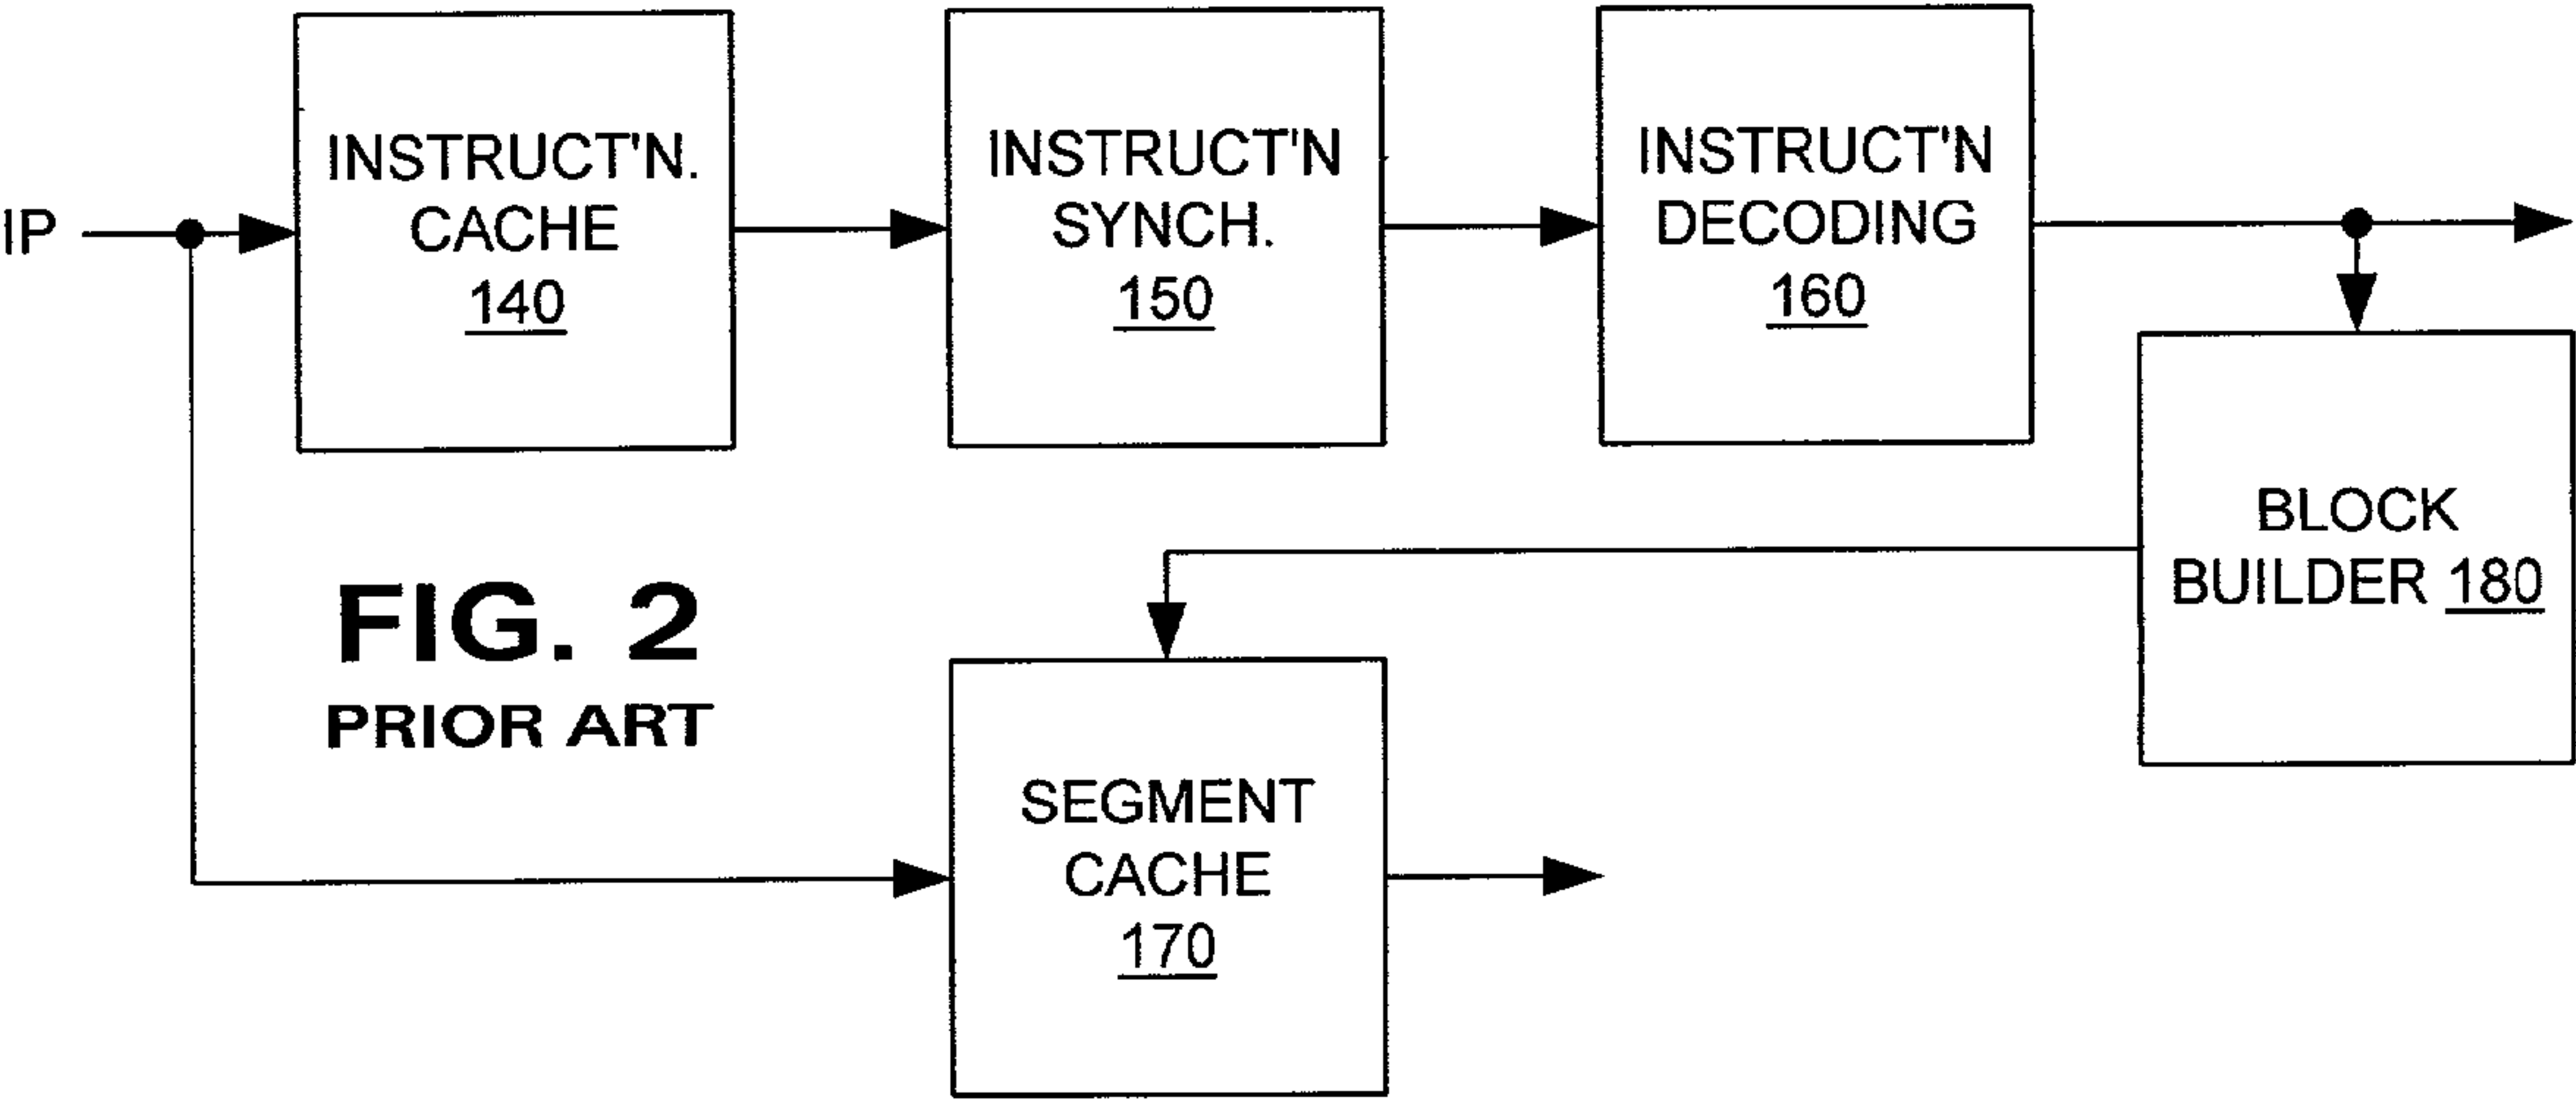 IP
INSTRUCT'N.
CACHE
140
INSTRUCT'N
SYNCH.
150
INSTRUCT'N
DECODING
160
BLOCK
BUILDER 180
FIG. 2
PRIOR ART
SEGMENT
CACHE
170